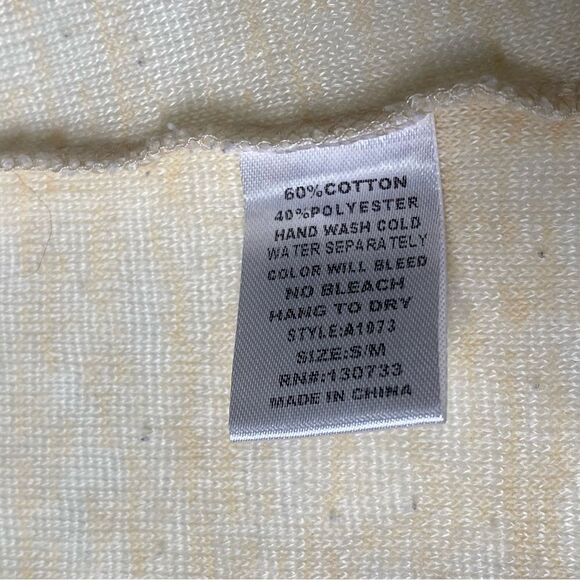 60%COTTON
40%POLYESTER
HAND WASH COLD
WATER SEPARATELY
COLOR WILL BLEED
NO BLEACH
HANG TO DRY
STYLE:A1073
SIZE:S/M
RN#:130733
MADE IN CHINA